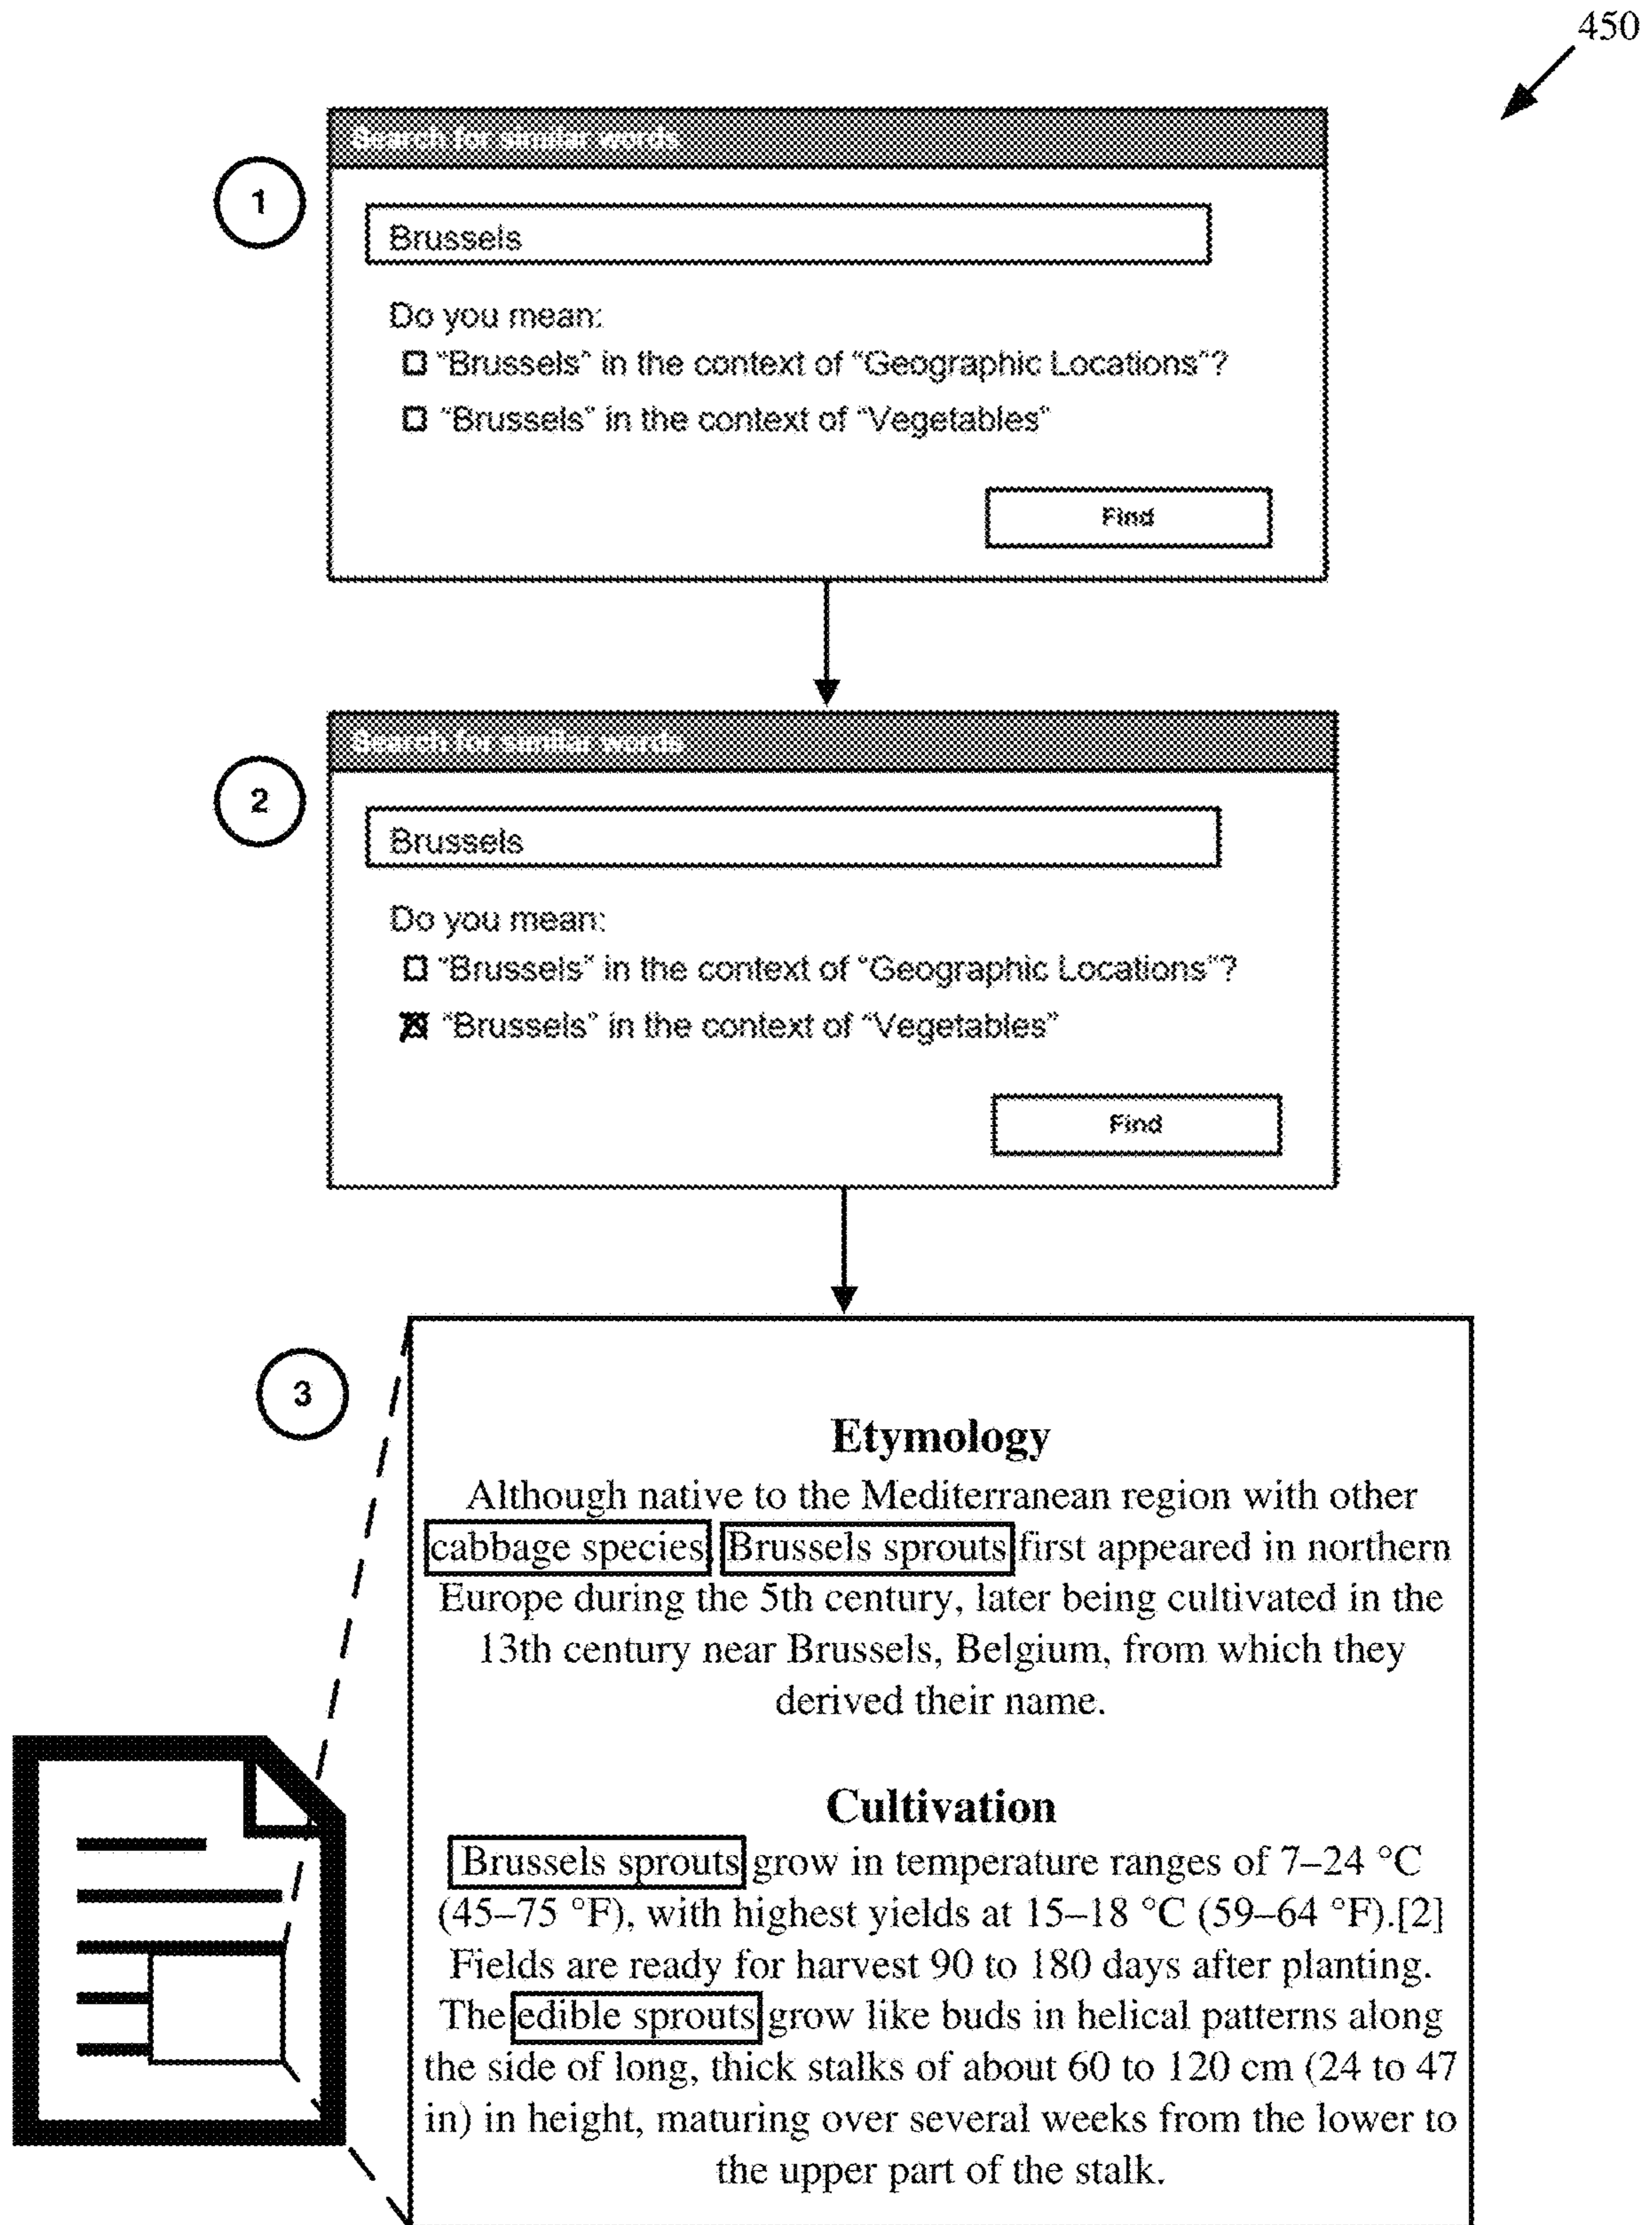 450
Search for similar words
1
Brussels
Do you mean:
"Brussels" in the context of "Geographic Locations"?
"Brussels" in the context of "Vegetables"
Find
Search for similar words
2
Brussels
Do you mean:
"Brussels" in the context of "Geographic Locations"?
"Brussels" in the context of "Vegetables"
Find
3
Etymology
Although native to the Mediterranean region with other
cabbage species, Brussels sprouts first appeared in northern
Europe during the 5th century, later being cultivated in the
13th century near Brussels, Belgium, from which they
derived their name.
Cultivation
Brussels sprouts grow in temperature ranges of 7–24 °C
(45–75 °F), with highest yields at 15–18 °C (59–64 °F).[2]
Fields are ready for harvest 90 to 180 days after planting.
The edible sprouts grow like buds in helical patterns along
the side of long, thick stalks of about 60 to 120 cm (24 to 47
in) in height, maturing over several weeks from the lower to
the upper part of the stalk.